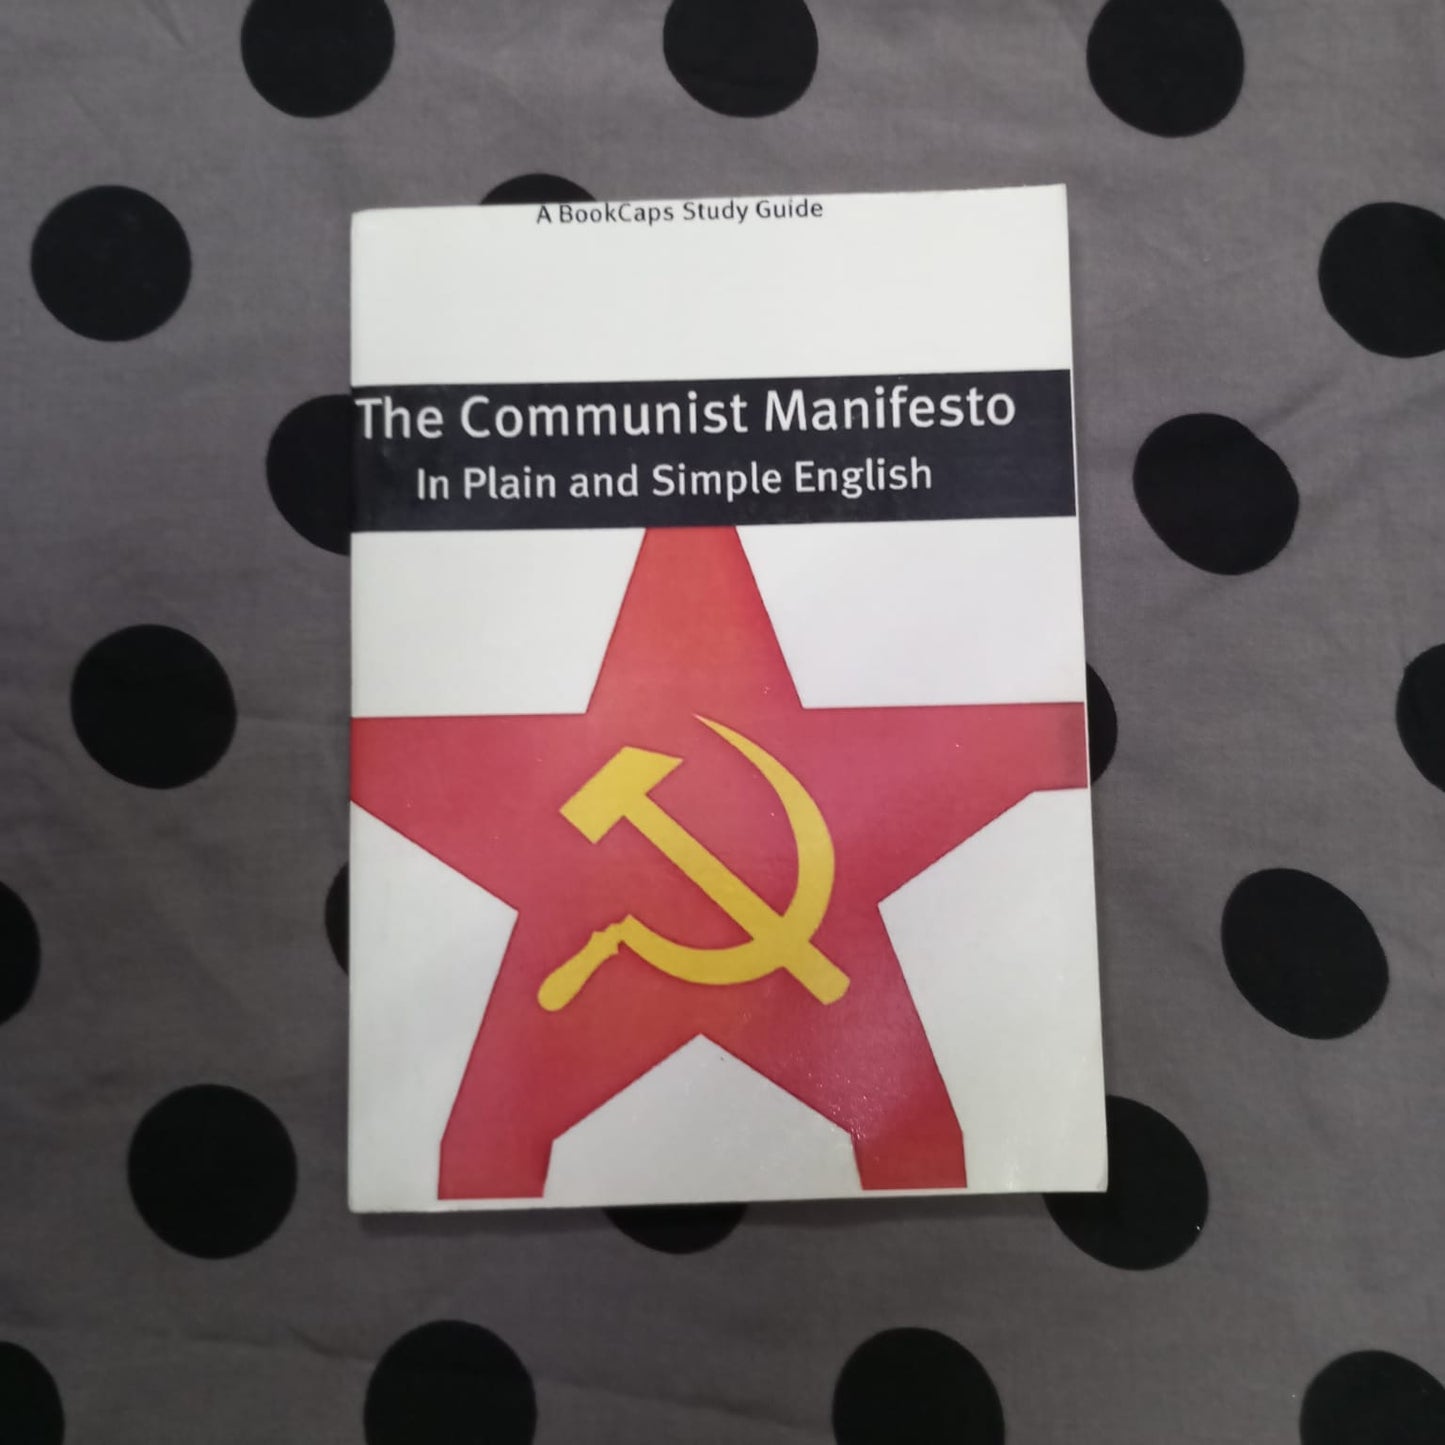 A BookCaps Study Guide
The Communist Manifesto
In Plain and Simple English